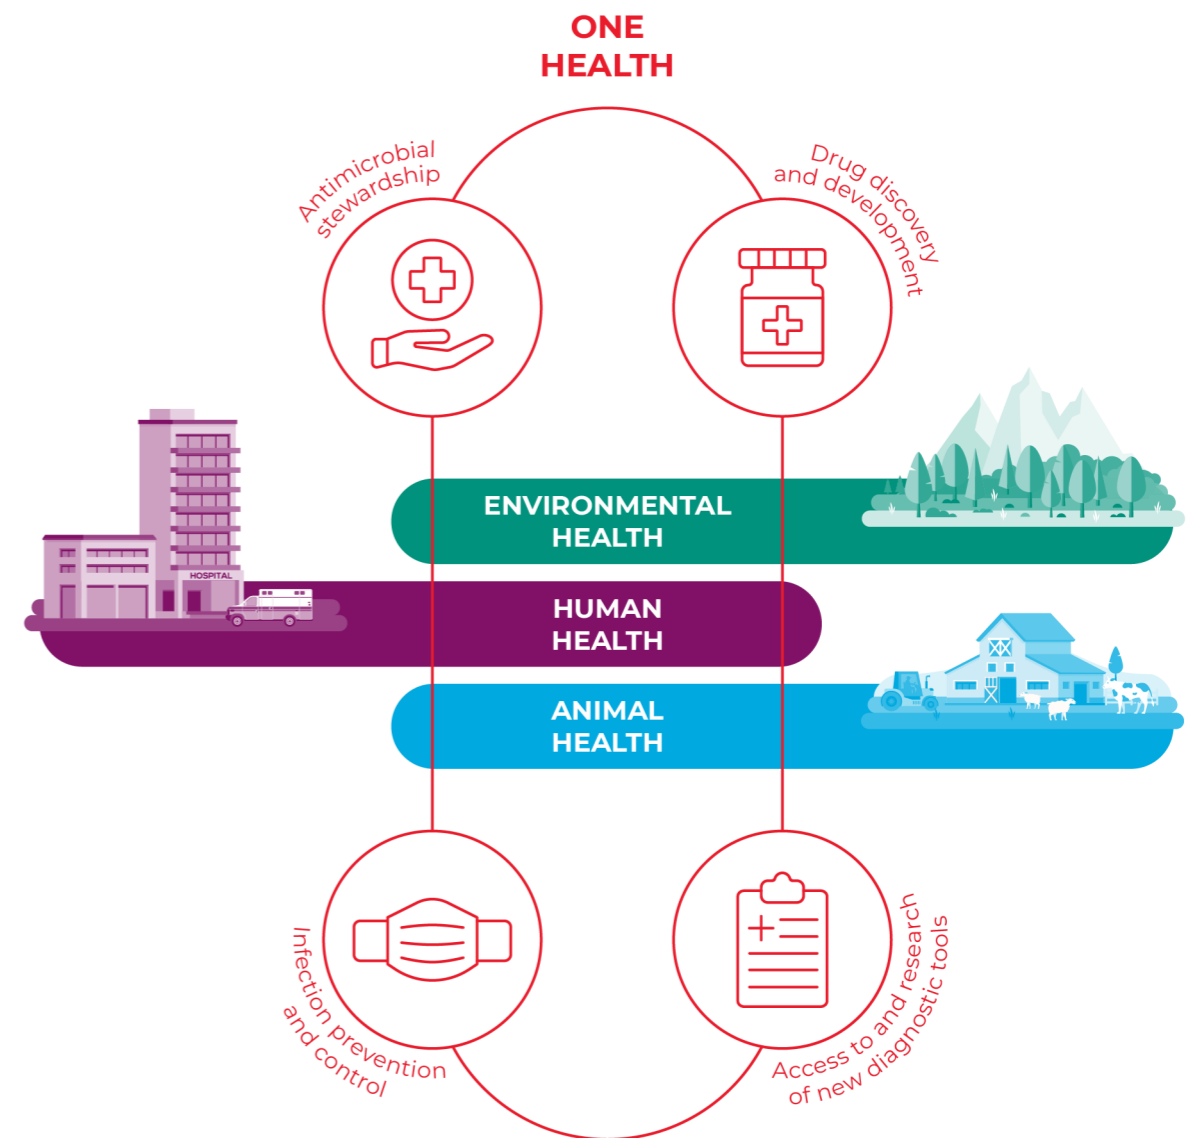 ONE
HEALTH
Antimicrobial
stewardship
Drug discovery
and development
ENVIRONMENTAL
HEALTH
HOSPITAL
HUMAN
HEALTH
ANIMAL
HEALTH
Infection prevention
and control
Access to and research
of new diagnostic tools